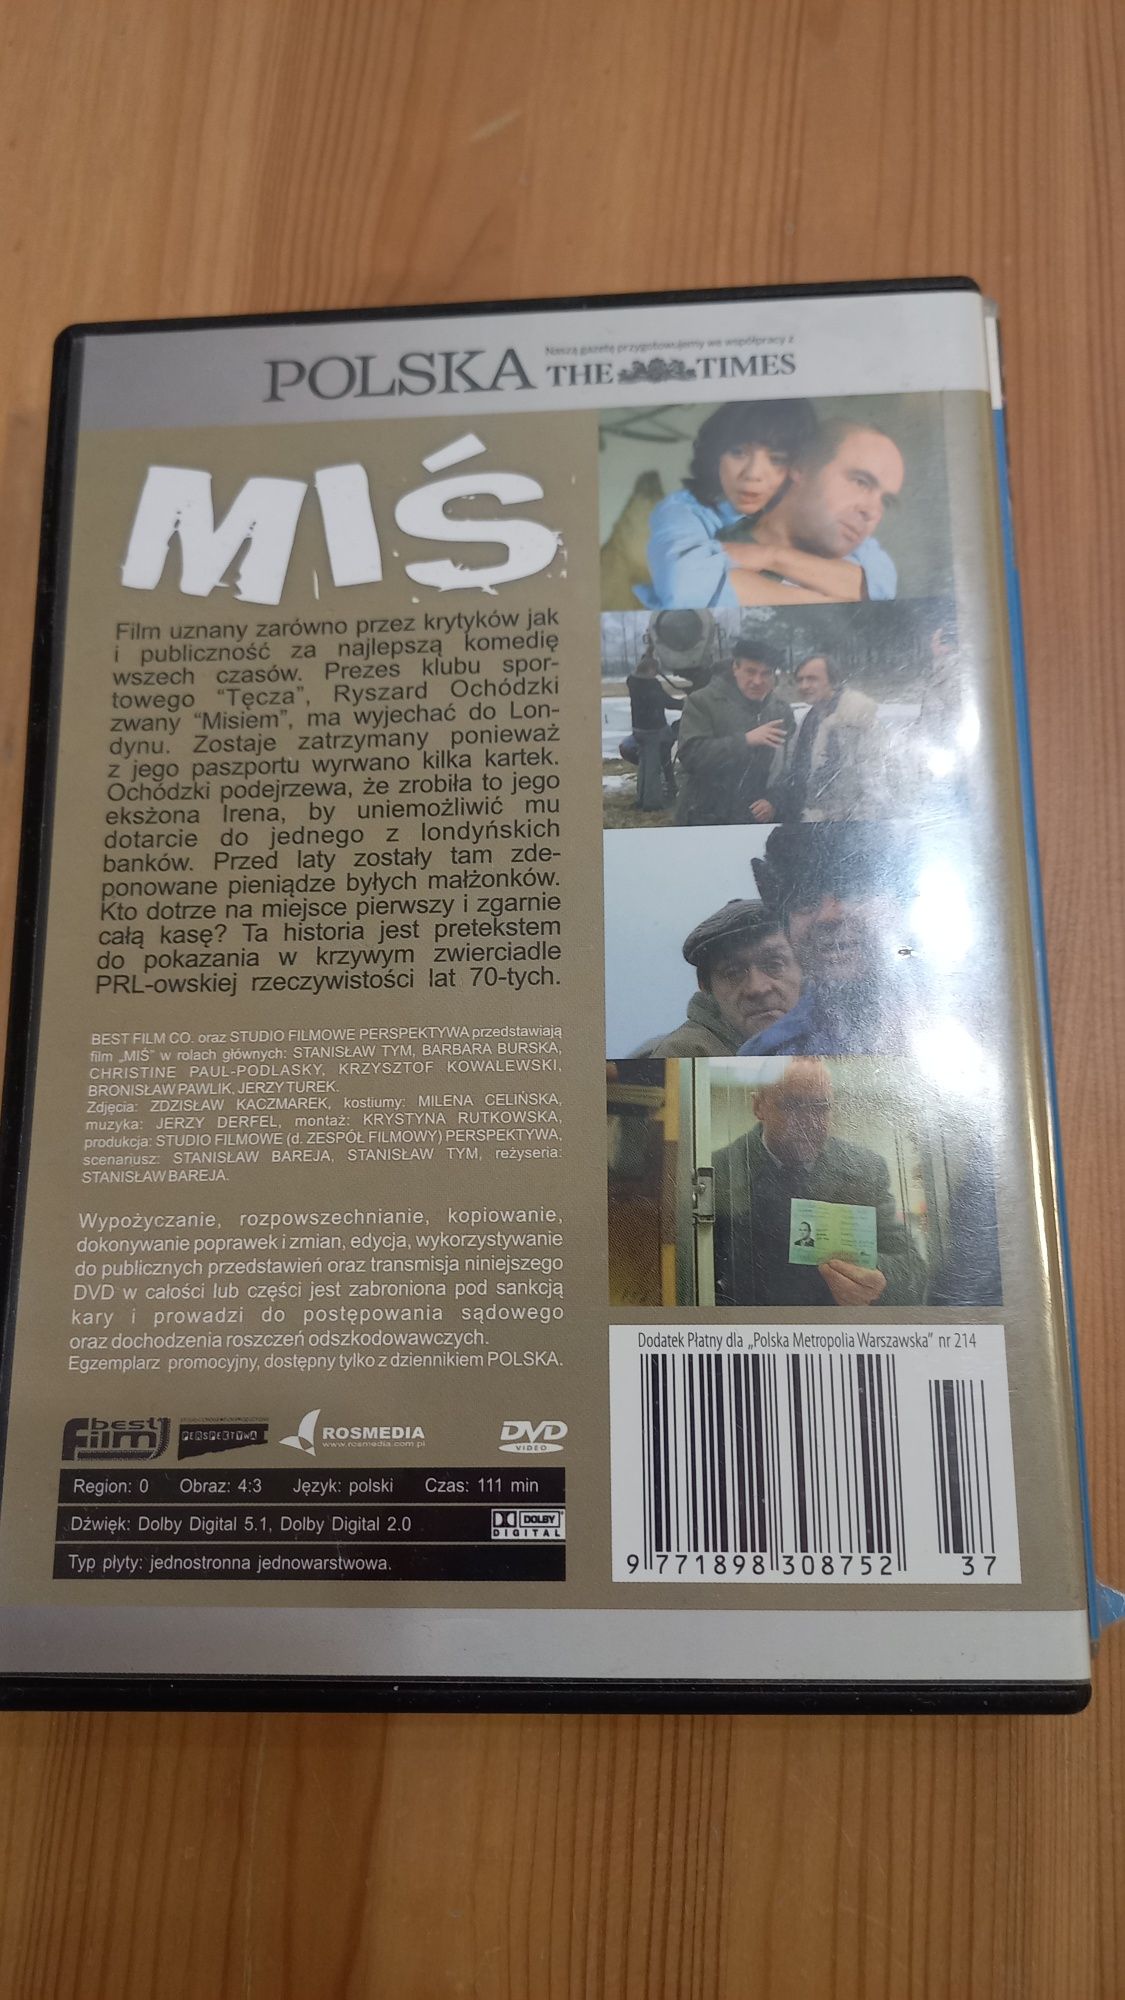 POLSKA
Naszą gazetę przygotowujemy we współpracy z
THE TIMES
MIŚ
Film uznany zarówno przez krytyków jak
i publiczność za najlepszą komedię
wszech czasów. Prezes klubu spor-
towego “Tęcza”, Ryszard Ochódzki
zwany “Misiem”, ma wyjechać do Lon-
dynu. Zostaje zatrzymany ponieważ
z jego paszportu wyrwano kilka kartek.
Ochódzki podejrzewa, że zrobiła to jego
eksżona Irena, by uniemożliwić mu
dotarcie do jednego z londyńskich
banków. Przed laty zostały tam zde-
ponowane pieniądze byłych małżonków.
Kto dotrze na miejsce pierwszy i zgarnie
całą kasę? Ta historia jest pretekstem
do pokazania w krzywym zwierciadle
PRL-owskiej rzeczywistości lat 70-tych.
BEST FILM CO. oraz STUDIO FILMOWE PERSPEKTYWA przedstawiają
film „MIŚ” w rolach głównych: STANISŁAW TYM, BARBARA BURSKA,
CHRISTINE PAUL-PODLASKY, KRZYSZTOF KOWALEWSKI,
BRONISŁAW PAWLIK, JERZY TUREK.
Zdjęcia: ZDZISŁAW KACZMAREK, kostiumy: MILENA CELIŃSKA,
muzyka: JERZY DERFEL, montaż: KRYSTYNA RUTKOWSKA,
produkcja: STUDIO FILMOWE (d. ZESPÓŁ FILMOWY) PERSPEKTYWA,
scenariusz: STANISŁAW BAREJA, STANISŁAW TYM, reżyseria:
STANISŁAW BAREJA.
Wypożyczanie, rozpowszechnianie, kopiowanie,
dokonywanie poprawek i zmian, edycja, wykorzystywanie
do publicznych przedstawień oraz transmisja niniejszego
DVD w całości lub części jest zabroniona pod sankcją
kary i prowadzi do postępowania sądowego
oraz dochodzenia roszczeń odszkodowawczych.
Egzemplarz promocyjny, dostępny tylko z dziennikiem POLSKA.
best film
PERSPEKTYWA
ROSMEDIA
www.rosmedia.com.pl
DVD
VIDEO
Region: 0 Obraz: 4:3 Język: polski Czas: 111 min
Dźwięk: Dolby Digital 5.1, Dolby Digital 2.0
DOLBY
DIGITAL
Typ płyty: jednostronna jednowarstwowa.
Dodatek Płatny dla „Polska Metropolia Warszawska” nr 214
9 771898 308752 37